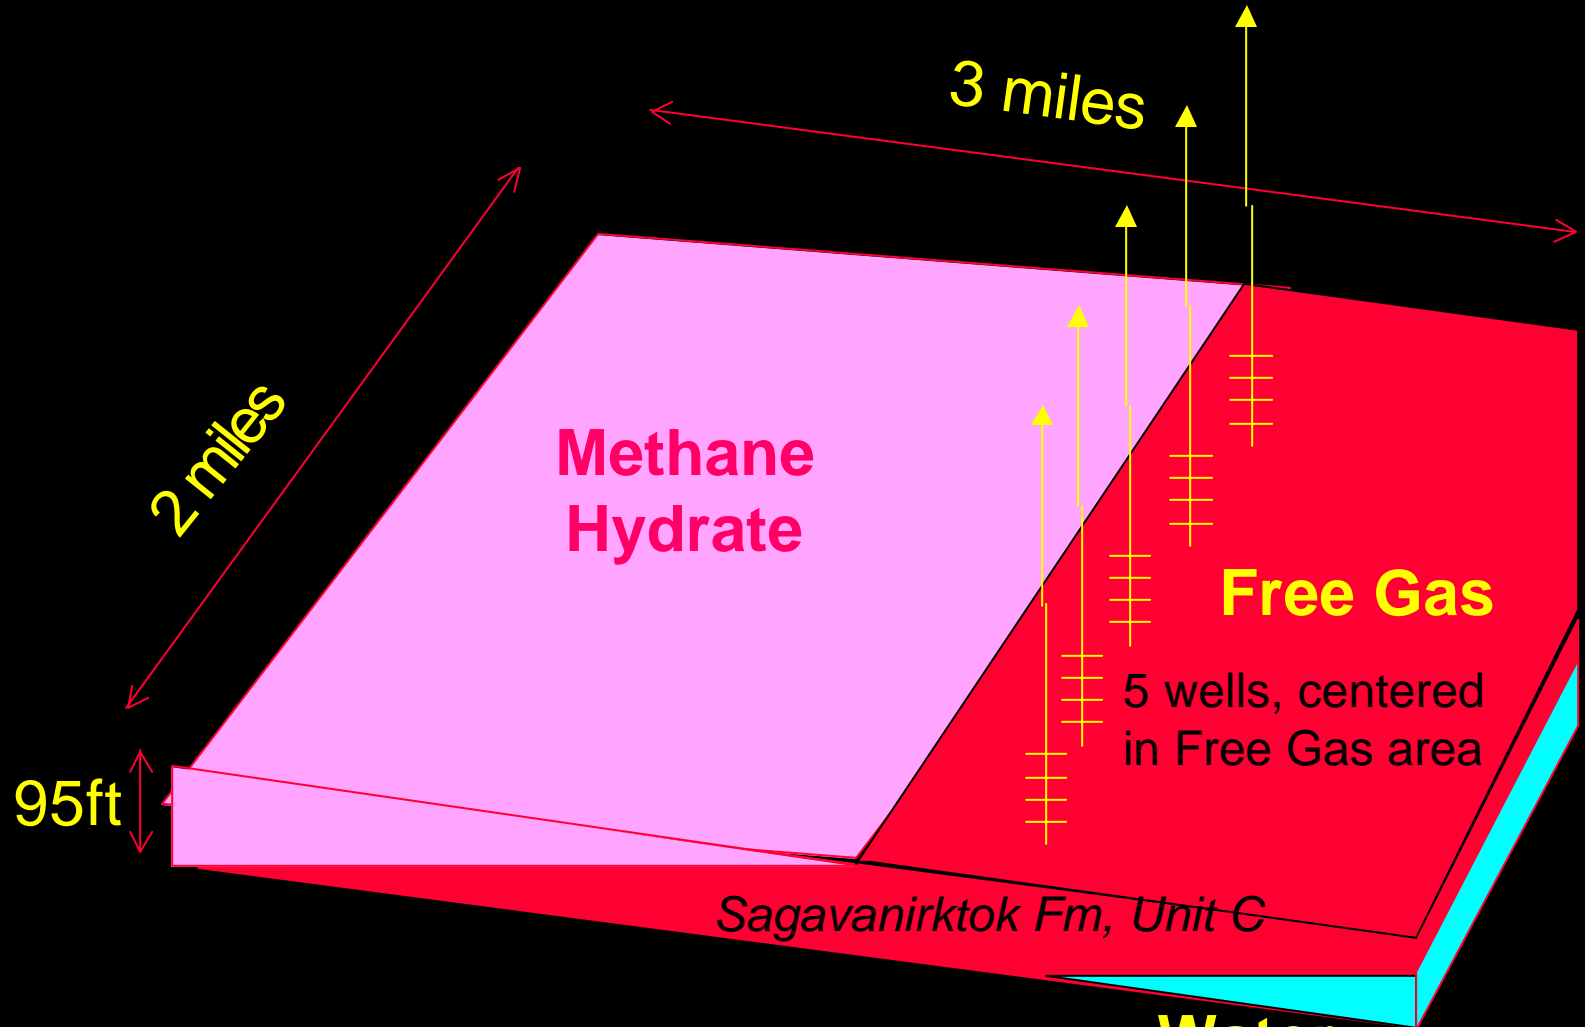 3 miles
2 miles
Methane
Hydrate
Free Gas
5 wells, centered
in Free Gas area
95ft
Sagavanirktok Fm, Unit C
Water